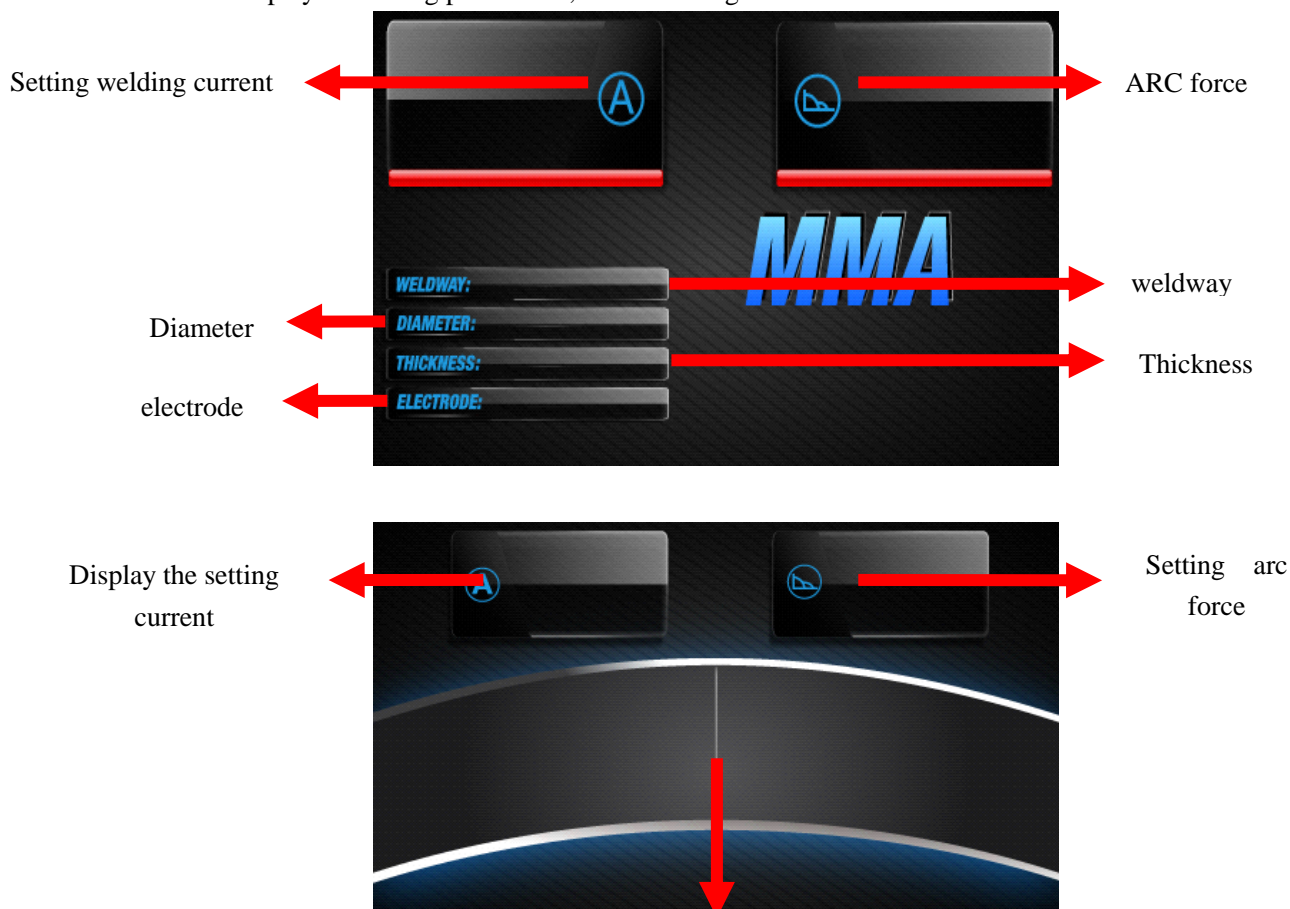 Setting welding current
A
ARC force
MMA
WELDWAY:
weldway
DIAMETER:
Diameter
THICKNESS:
Thickness
ELECTRODE:
electrode
Display the setting
current
A
Setting arc
force